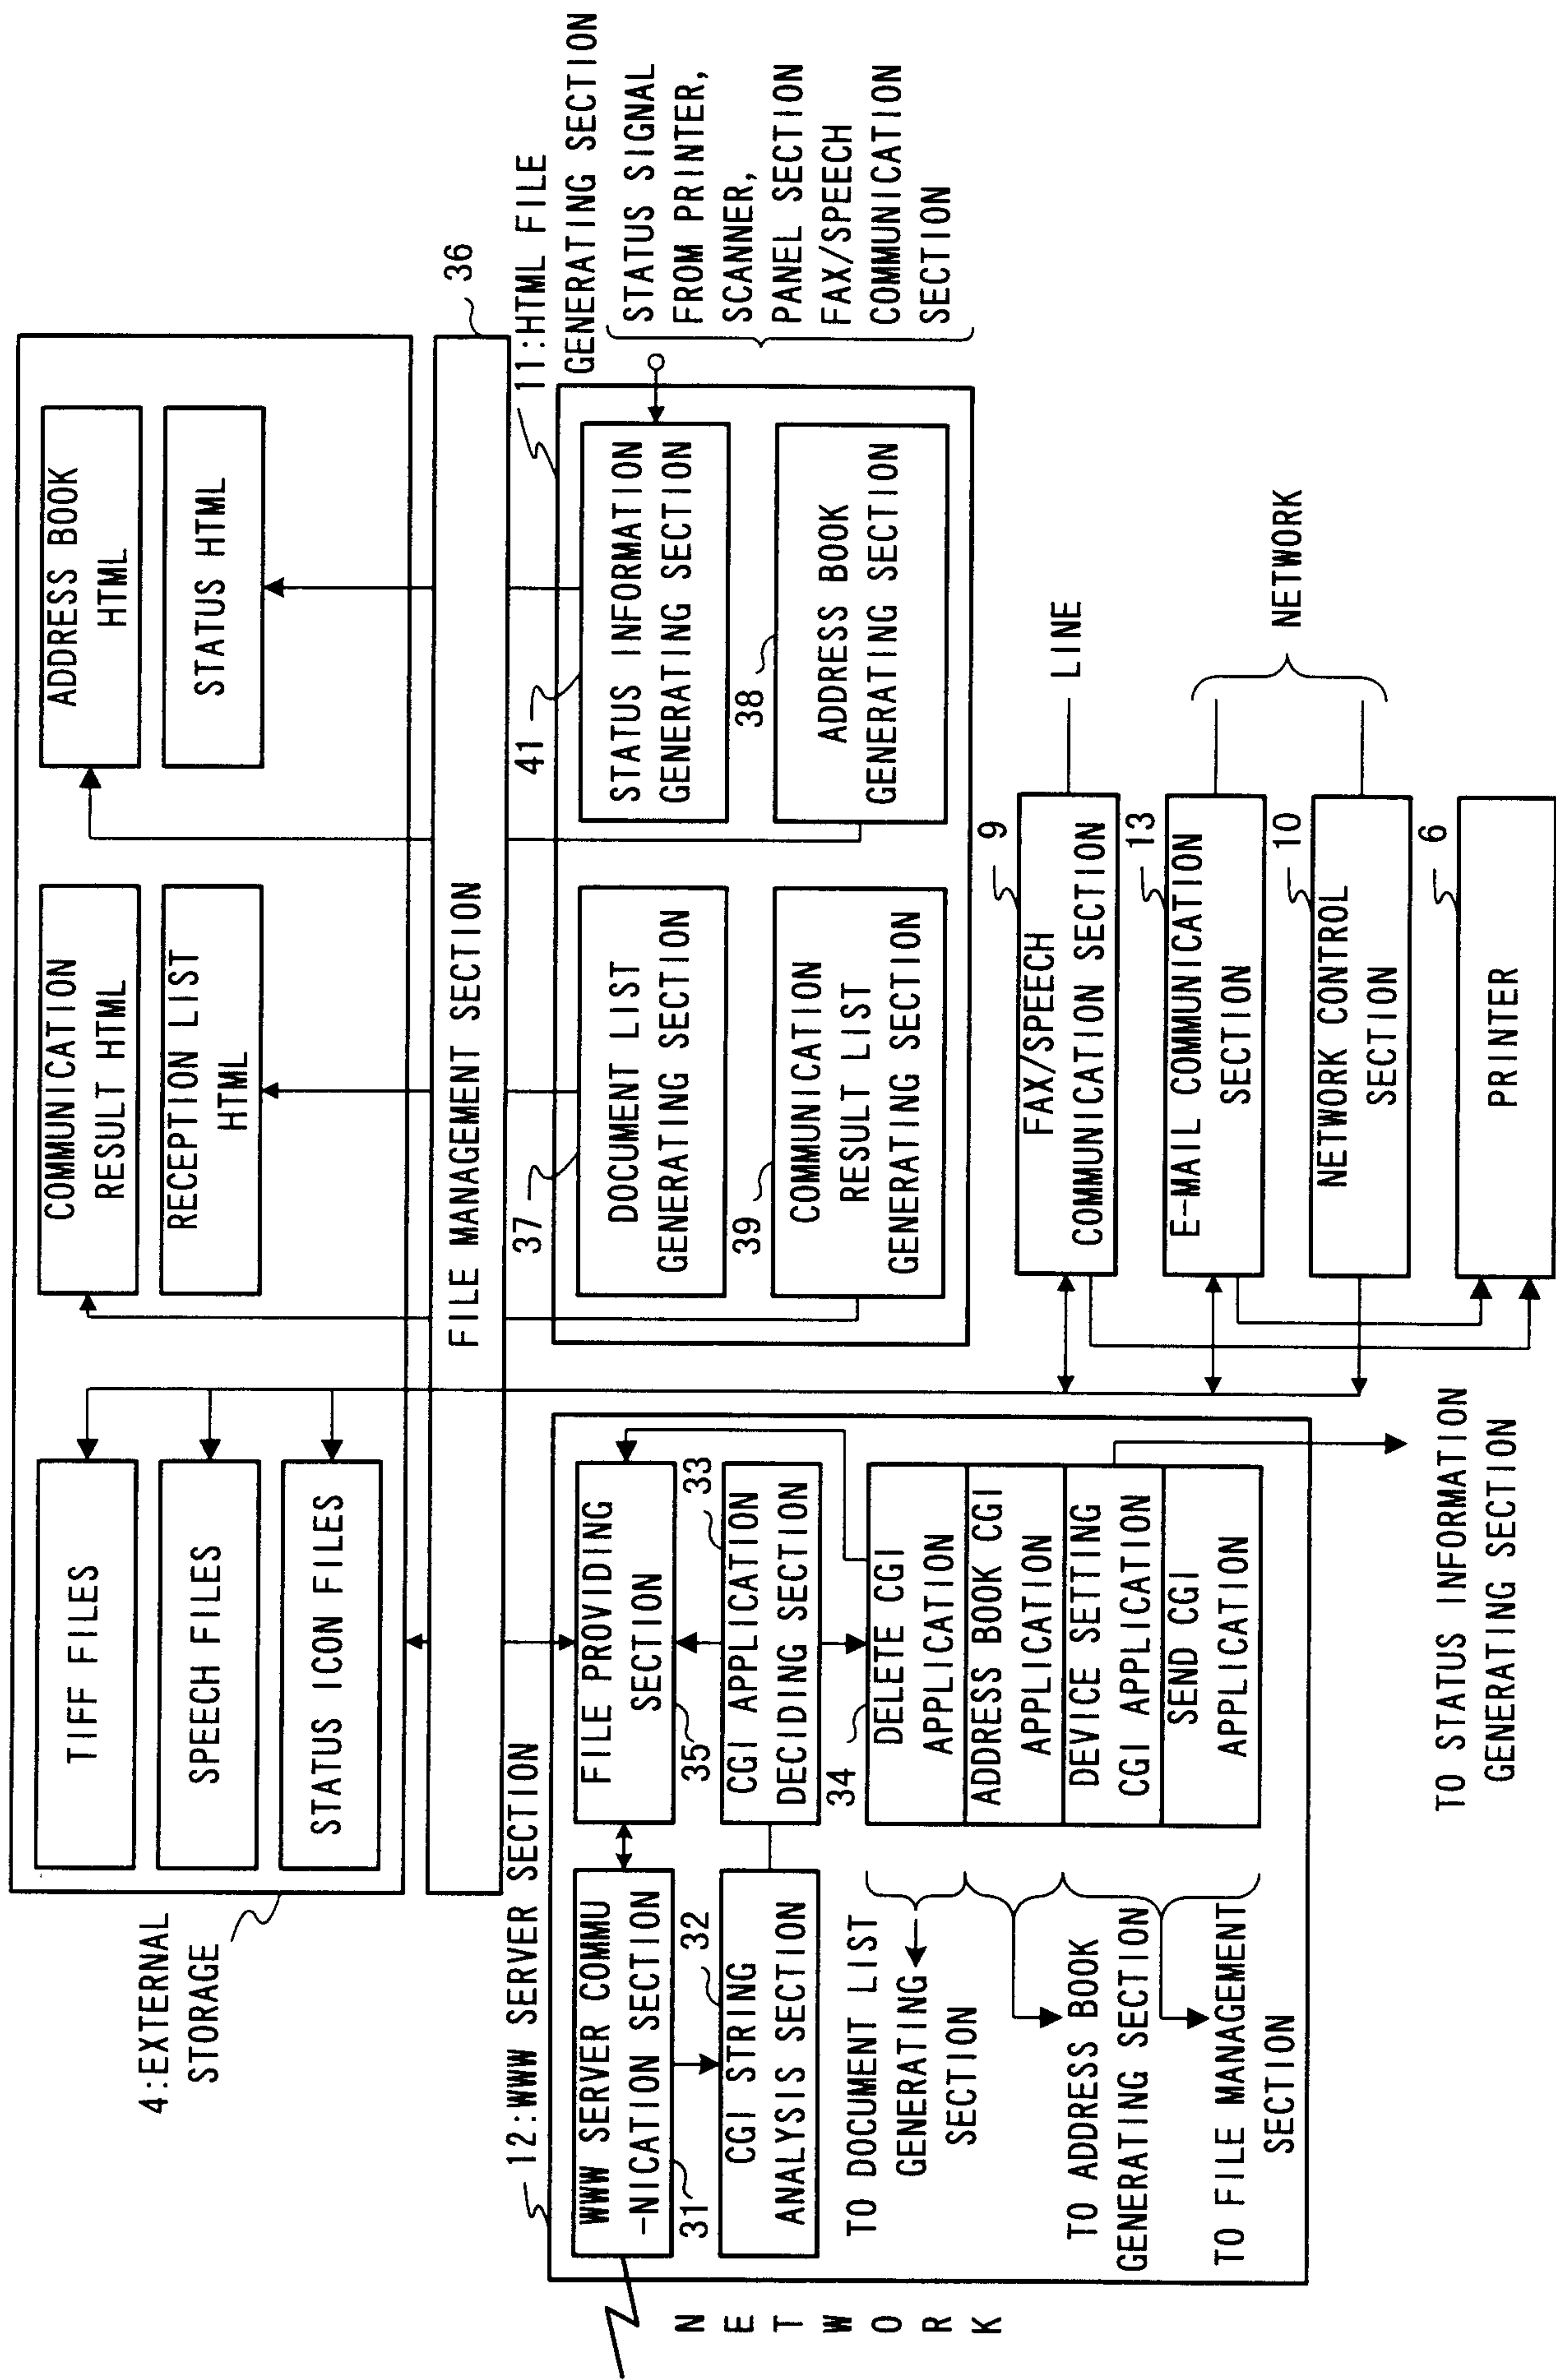 4:EXTERNAL
STORAGE
TIFF FILES
SPEECH FILES
STATUS ICON FILES
COMMUNICATION
RESULT HTML
RECEPTION LIST
HTML
ADDRESS BOOK
HTML
STATUS HTML
FILE MANAGEMENT SECTION
36
12:WWW SERVER SECTION
WWW SERVER COMMU
-NICATION SECTION
31
32
CGI STRING
ANALYSIS SECTION
FILE PROVIDING
SECTION
35
33
CGI APPLICATION
DECIDING SECTION
34
DELETE CGI
APPLICATION
ADDRESS BOOK CGI
APPLICATION
DEVICE SETTING
CGI APPLICATION
SEND CGI
APPLICATION
TO DOCUMENT LIST
GENERATING
SECTION
TO ADDRESS BOOK
GENERATING SECTION
TO FILE MANAGEMENT
SECTION
NETWORK
TO STATUS INFORMATION
GENERATING SECTION
11:HTML FILE
GENERATING SECTION
37
DOCUMENT LIST
GENERATING SECTION
39
COMMUNICATION
RESULT LIST
GENERATING SECTION
41
STATUS INFORMATION
GENERATING SECTION
38
ADDRESS BOOK
GENERATING SECTION
STATUS SIGNAL
FROM PRINTER,
SCANNER,
PANEL SECTION
FAX/SPEECH
COMMUNICATION
SECTION
9
FAX/SPEECH
COMMUNICATION SECTION
LINE
13
E-MAIL COMMUNICATION
SECTION
10
NETWORK CONTROL
SECTION
NETWORK
6
PRINTER